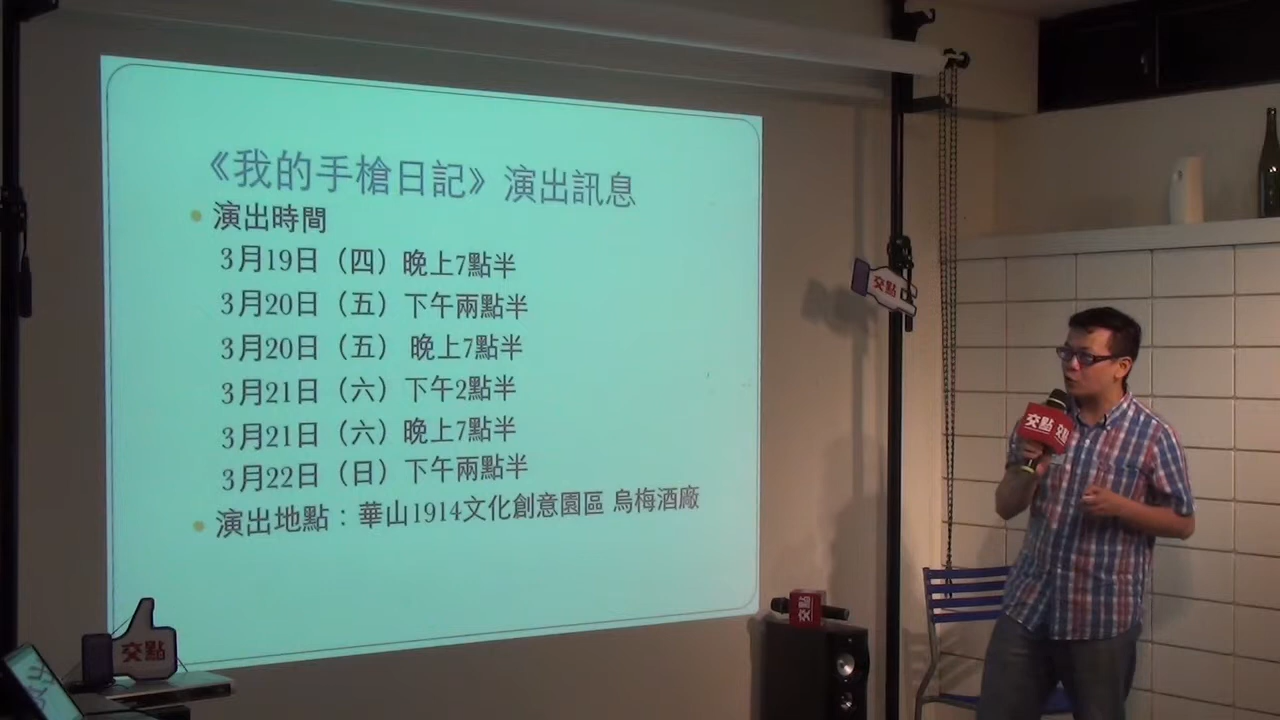 《我的手槍日記》演出訊息
演出時間
3月19日（四）晚上7點半
3月20日（五）下午兩點半
3月20日（五） 晚上7點半
3月21日（六）下午2點半
3月21日（六）晚上7點半
3月22日（日）下午兩點半
演出地點：華山1914文化創意園區 烏梅酒廠
交點
交點
交點
交點